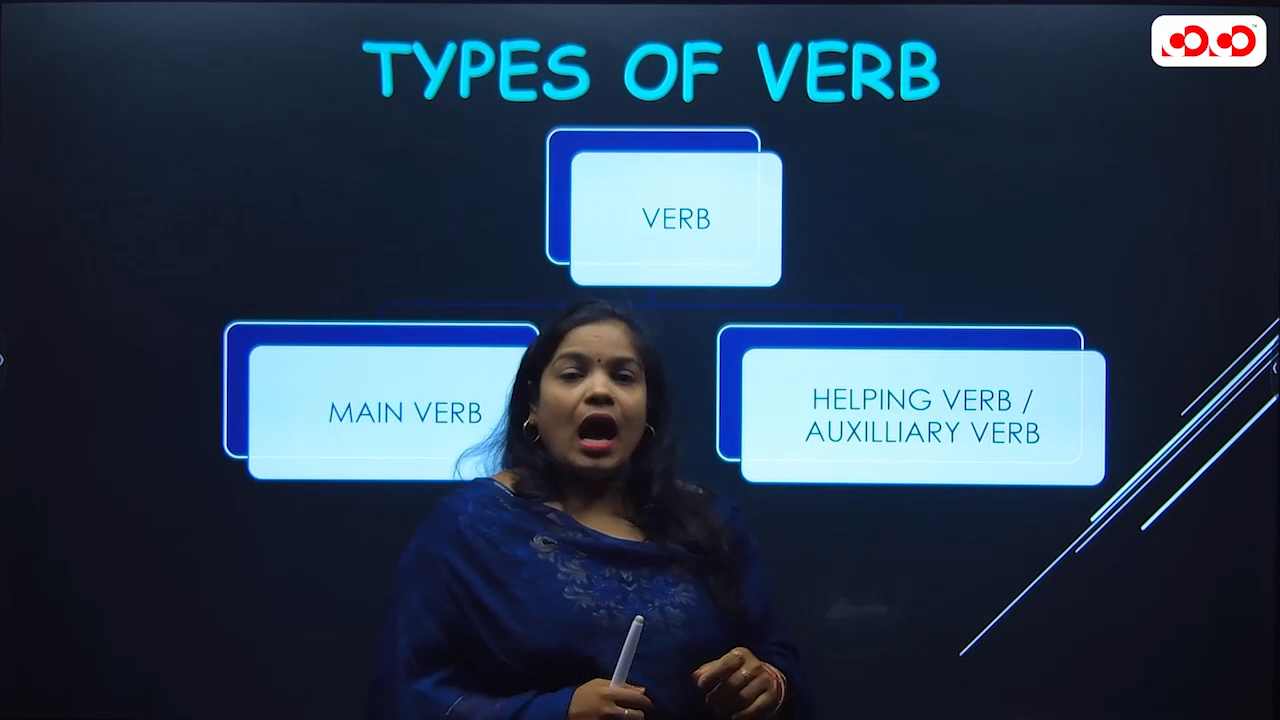 TYPES OF VERB
VERB
MAIN VERB
HELPING VERB /
AUXILLIARY VERB